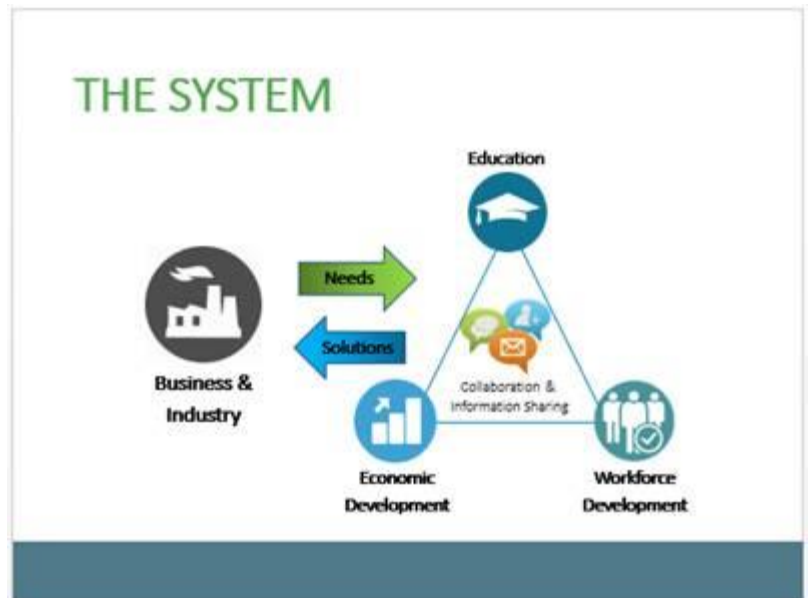 THE SYSTEM
Education
Needs
Solutions
Business &
Industry
Collaboration &
Information Sharing
Economic
Development
Workforce
Development